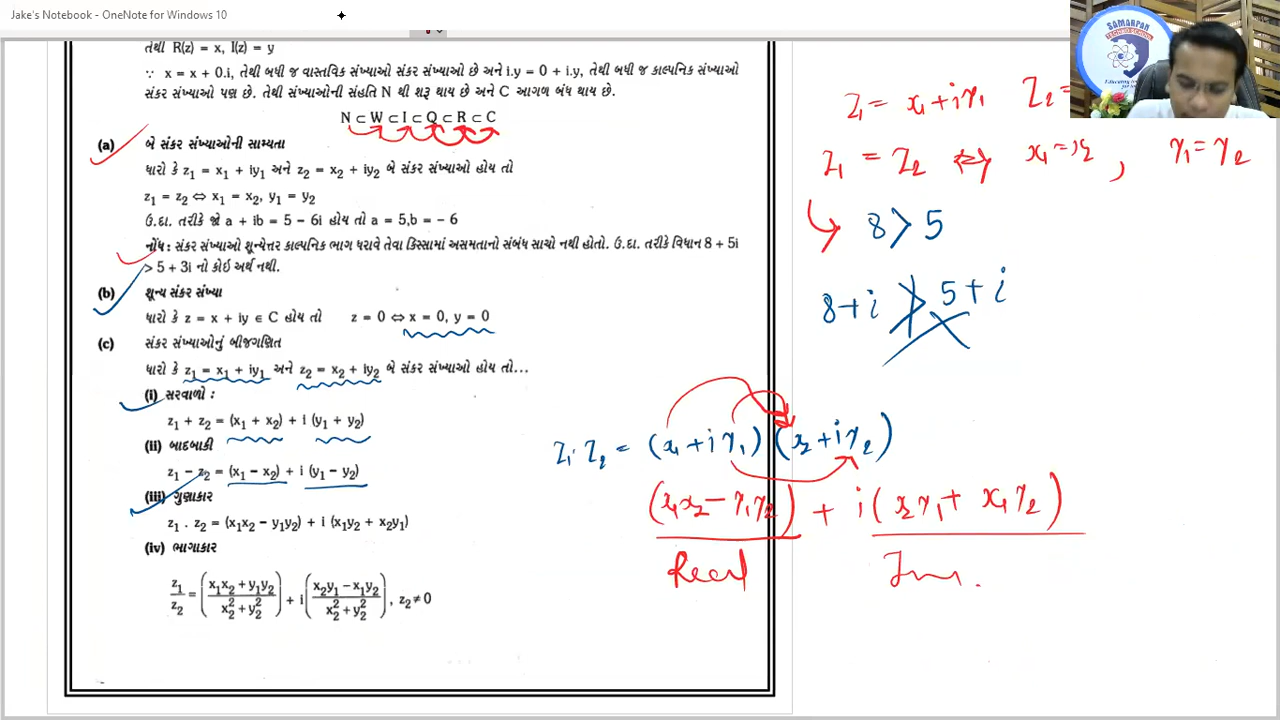 Jake's Notebook - OneNote for Windows 10
SAMARPAN
TECHNO SCHOOL
તેથી R(z) = x, I(z) = y
∵ x = x + 0.i, તેથી બધી જ વાસ્તવિક સંખ્યાઓ સંકર સંખ્યાઓ છે અને i.y = 0 + i.y, તેથી બધી જ કાલ્પનિક સંખ્યાઓ
સંકર સંખ્યાઓ પણ છે. તેથી સંખ્યાઓની સંહતિ N થી શરૂ થાય છે અને C આગળ બંધ થાય છે.
N ⊂ W ⊂ I ⊂ Q ⊂ R ⊂ C
(a) બે સંકર સંખ્યાઓની સામ્યતા
ધારો કે z₁ = x₁ + iy₁ અને z₂ = x₂ + iy₂ બે સંકર સંખ્યાઓ હોય તો
z₁ = z₂ ⇔ x₁ = x₂, y₁ = y₂
ઉ.દા. તરીકે જો a + ib = 5 − 6i હોય તો a = 5, b = − 6
નોંધ: સંકર સંખ્યાઓ શૂન્યેત્તર કાલ્પનિક ભાગ ધરાવે તેવા કિસ્સામાં અસમતાનો સંબંધ સાચો નથી હોતો. ઉ.દા. તરીકે વિધાન 8 + 5i
> 5 + 3i નો કોઇ અર્થ નથી.
(b) શૂન્ય સંકર સંખ્યા
ધારો કે z = x + iy ∈ C હોય તો z = 0 ⇔ x = 0, y = 0
(c) સંકર સંખ્યાઓનું બીજગણિત
ધારો કે z₁ = x₁ + iy₁ અને z₂ = x₂ + iy₂ બે સંકર સંખ્યાઓ હોય તો...
(i) સરવાળો :
z₁ + z₂ = (x₁ + x₂) + i (y₁ + y₂)
(ii) બાદબાકી
z₁ − z₂ = (x₁ − x₂) + i (y₁ − y₂)
(iii) ગુણાકાર
z₁ . z₂ = (x₁x₂ − y₁y₂) + i (x₁y₂ + x₂y₁)
(iv) ભાગાકાર
z₁/z₂ = ((x₁x₂ + y₁y₂)/(x₂² + y₂²)) + i ((x₂y₁ − x₁y₂)/(x₂² + y₂²)), z₂ ≠ 0
z₁ = x₁ + iy₁ z₂ =
z₁ = z₂ ⇔ x₁ = x₂ , y₁ = y₂
8 > 5
8 + i > 5 + i
z₁. z₂ = (x₁ + i y₁) (x₂ + i y₂)
(x₁x₂ − y₁y₂) + i (x₂y₁ + x₁y₂)
Real Im.